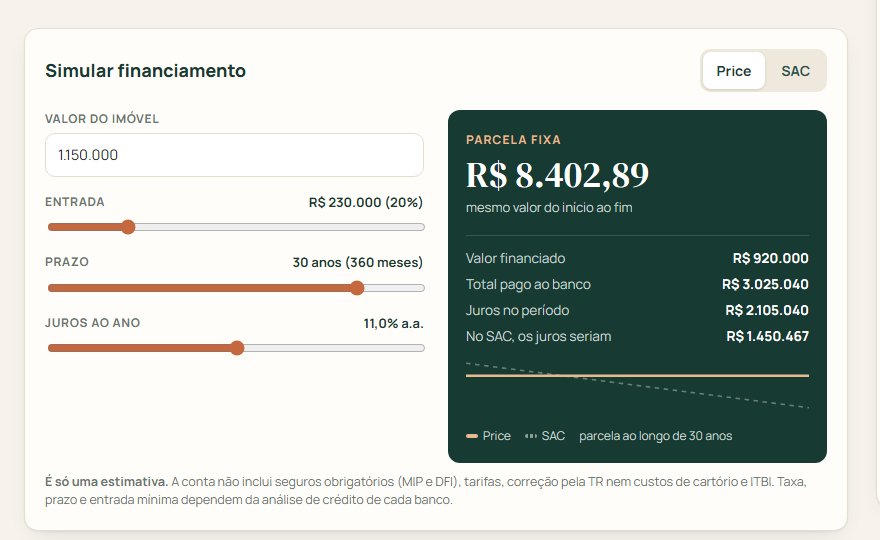 Simular financiamento
Price SAC
VALOR DO IMÓVEL
1.150.000
ENTRADA R$ 230.000 (20%)
PRAZO 30 anos (360 meses)
JUROS AO ANO 11,0% a.a.
PARCELA FIXA
R$ 8.402,89
mesmo valor do início ao fim
Valor financiado R$ 920.000
Total pago ao banco R$ 3.025.040
Juros no período R$ 2.105.040
No SAC, os juros seriam R$ 1.450.467
Price SAC parcela ao longo de 30 anos
É só uma estimativa. A conta não inclui seguros obrigatórios (MIP e DFI), tarifas, correção pela TR nem custos de cartório e ITBI. Taxa,
prazo e entrada mínima dependem da análise de crédito de cada banco.